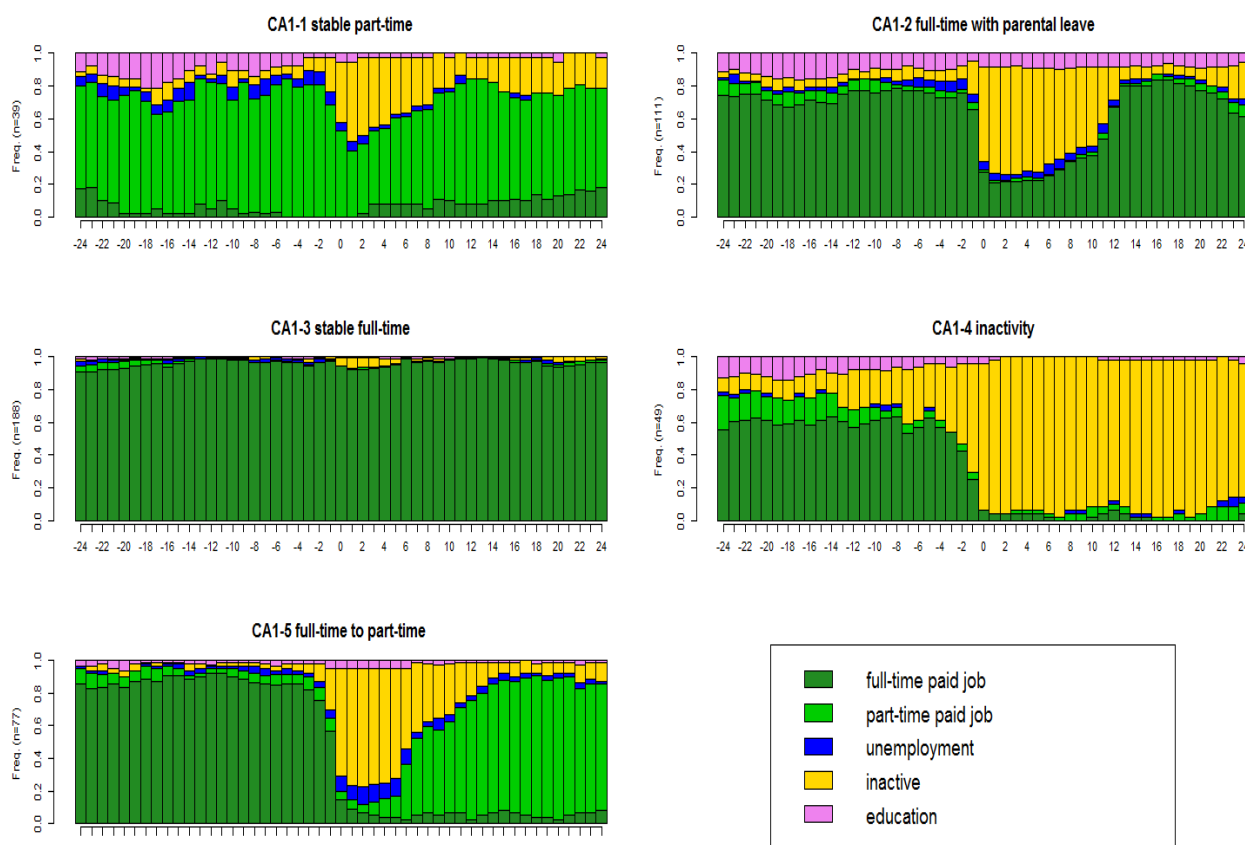 CA1-1 stable part-time
Freq. (n=39)
0.0 0.2 0.4 0.6 0.8 1.0
-24 -22 -20 -18 -16 -14 -12 -10 -8 -6 -4 -2 0 2 4 6 8 10 12 14 16 18 20 22 24
CA1-2 full-time with parental leave
Freq. (n=111)
0.0 0.2 0.4 0.6 0.8 1.0
-24 -22 -20 -18 -16 -14 -12 -10 -8 -6 -4 -2 0 2 4 6 8 10 12 14 16 18 20 22 24
CA1-3 stable full-time
Freq. (n=188)
0.0 0.2 0.4 0.6 0.8 1.0
-24 -22 -20 -18 -16 -14 -12 -10 -8 -6 -4 -2 0 2 4 6 8 10 12 14 16 18 20 22 24
CA1-4 inactivity
Freq. (n=49)
0.0 0.2 0.4 0.6 0.8 1.0
-24 -22 -20 -18 -16 -14 -12 -10 -8 -6 -4 -2 0 2 4 6 8 10 12 14 16 18 20 22 24
CA1-5 full-time to part-time
Freq. (n=77)
0.0 0.2 0.4 0.6 0.8 1.0
full-time paid job
part-time paid job
unemployment
inactive
education